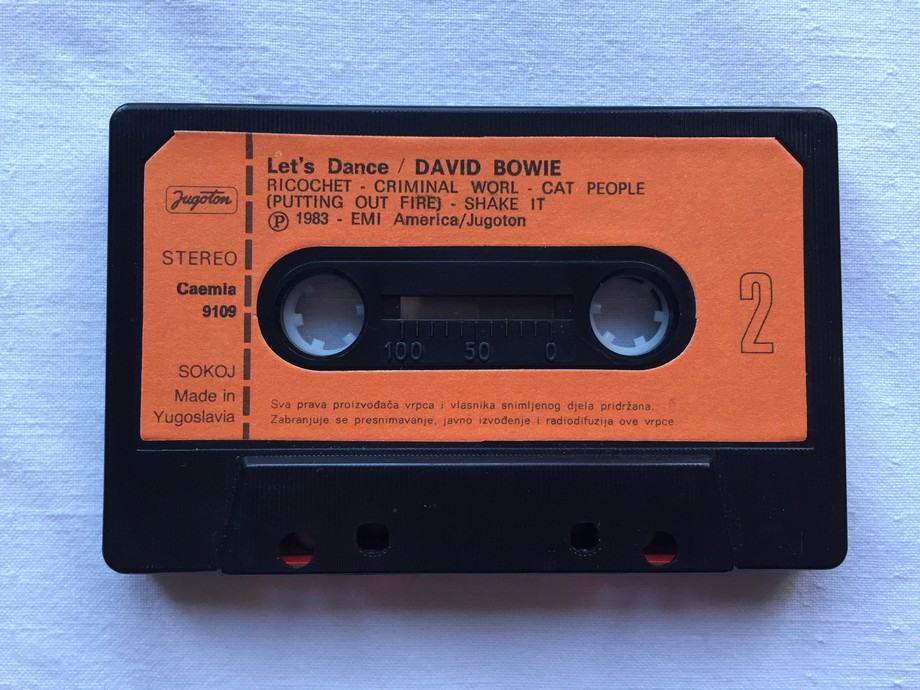 Let's Dance / DAVID BOWIE
RICOCHET - CRIMINAL WORL - CAT PEOPLE
(PUTTING OUT FIRE) - SHAKE IT
Ⓟ 1983 - EMI America/Jugoton
Jugoton
STEREO
Caemia
9109
SOKOJ
Made in
Yugoslavia
100 50 0
2
Sva prava proizvođača vrpca i vlasnika snimljenog djela pridržana.
Zabranjuje se presnimavanje, javno izvođenje i radiodifuzija ove vrpce